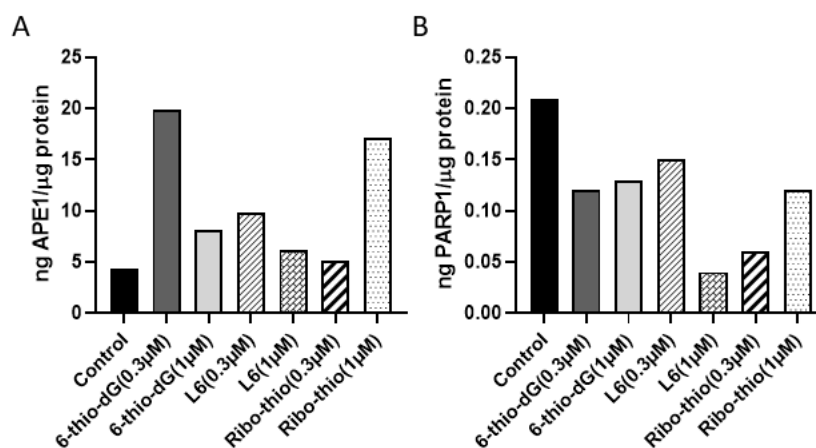 A
ng APE1/µg protein
25
20
15
10
5
0
Control
6-thio-dG(0.3µM)
6-thio-dG(1µM)
L6(0.3µM)
L6(1µM)
Ribo-thio(0.3µM)
Ribo-thio(1µM)
B
ng PARP1/µg protein
0.25
0.20
0.15
0.10
0.05
0.00
Control
6-thio-dG(0.3µM)
6-thio-dG(1µM)
L6(0.3µM)
L6(1µM)
Ribo-thio(0.3µM)
Ribo-thio(1µM)